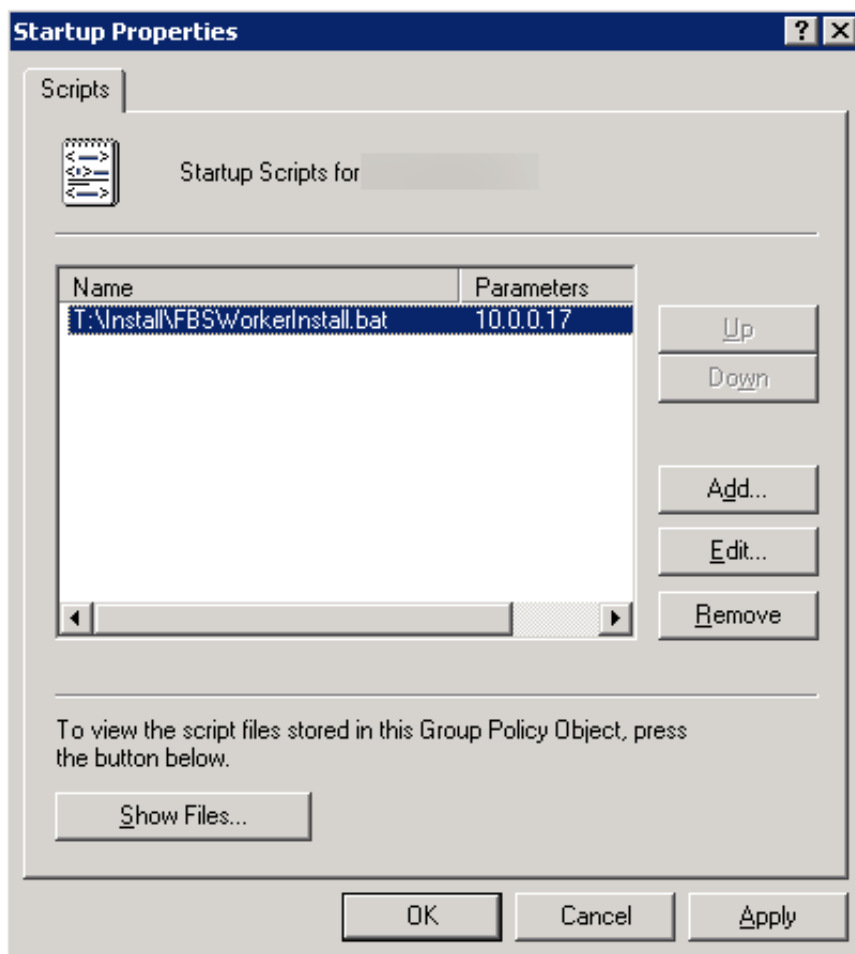 Startup Properties
Scripts
Startup Scripts for
Name Parameters
T:\Install\FBSWorkerInstall.bat 10.0.0.17
Up
Down
Add...
Edit...
Remove
To view the script files stored in this Group Policy Object, press
the button below.
Show Files...
OK Cancel Apply